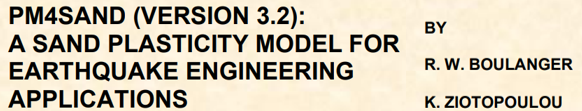 PM4SAND (VERSION 3.2):
A SAND PLASTICITY MODEL FOR
EARTHQUAKE ENGINEERING
APPLICATIONS
BY
R. W. BOULANGER
K. ZIOTOPOULOU